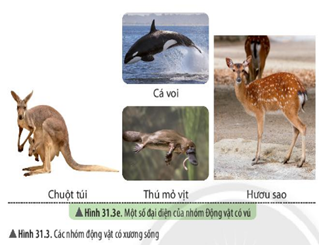 Cá voi
Chuột túi
Thú mỏ vịt
Hươu sao
▲ Hình 31.3e. Một số đại diện của nhóm Động vật có vú
▲ Hình 31.3. Các nhóm động vật có xương sống